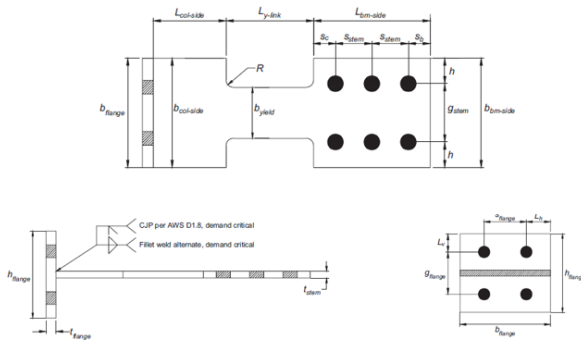 Lcol-side Ly-link Lbm-side
sc sstem sstem sb
R
h
bflange bcol-side byield gstem bbm-side
h
CJP per AWS D1.8, demand critical
Fillet weld alternate, demand critical
hflange
tstem
tflange
sflange Lh
Lv
gflange hflange
bflange